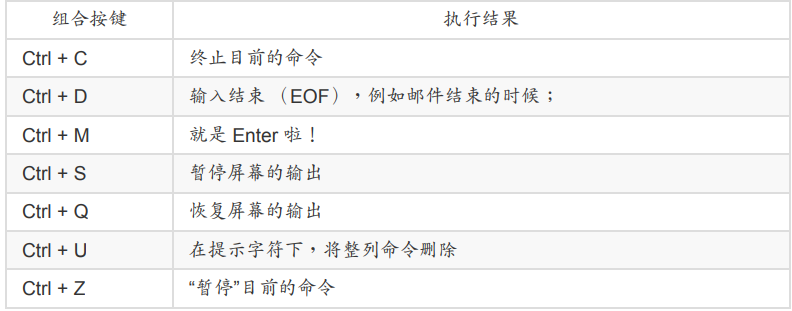 组合按键 执行结果
Ctrl + C 终止目前的命令
Ctrl + D 输入结束 （EOF），例如邮件结束的时候；
Ctrl + M 就是 Enter 啦！
Ctrl + S 暂停屏幕的输出
Ctrl + Q 恢复屏幕的输出
Ctrl + U 在提示字符下，将整列命令删除
Ctrl + Z “暂停”目前的命令